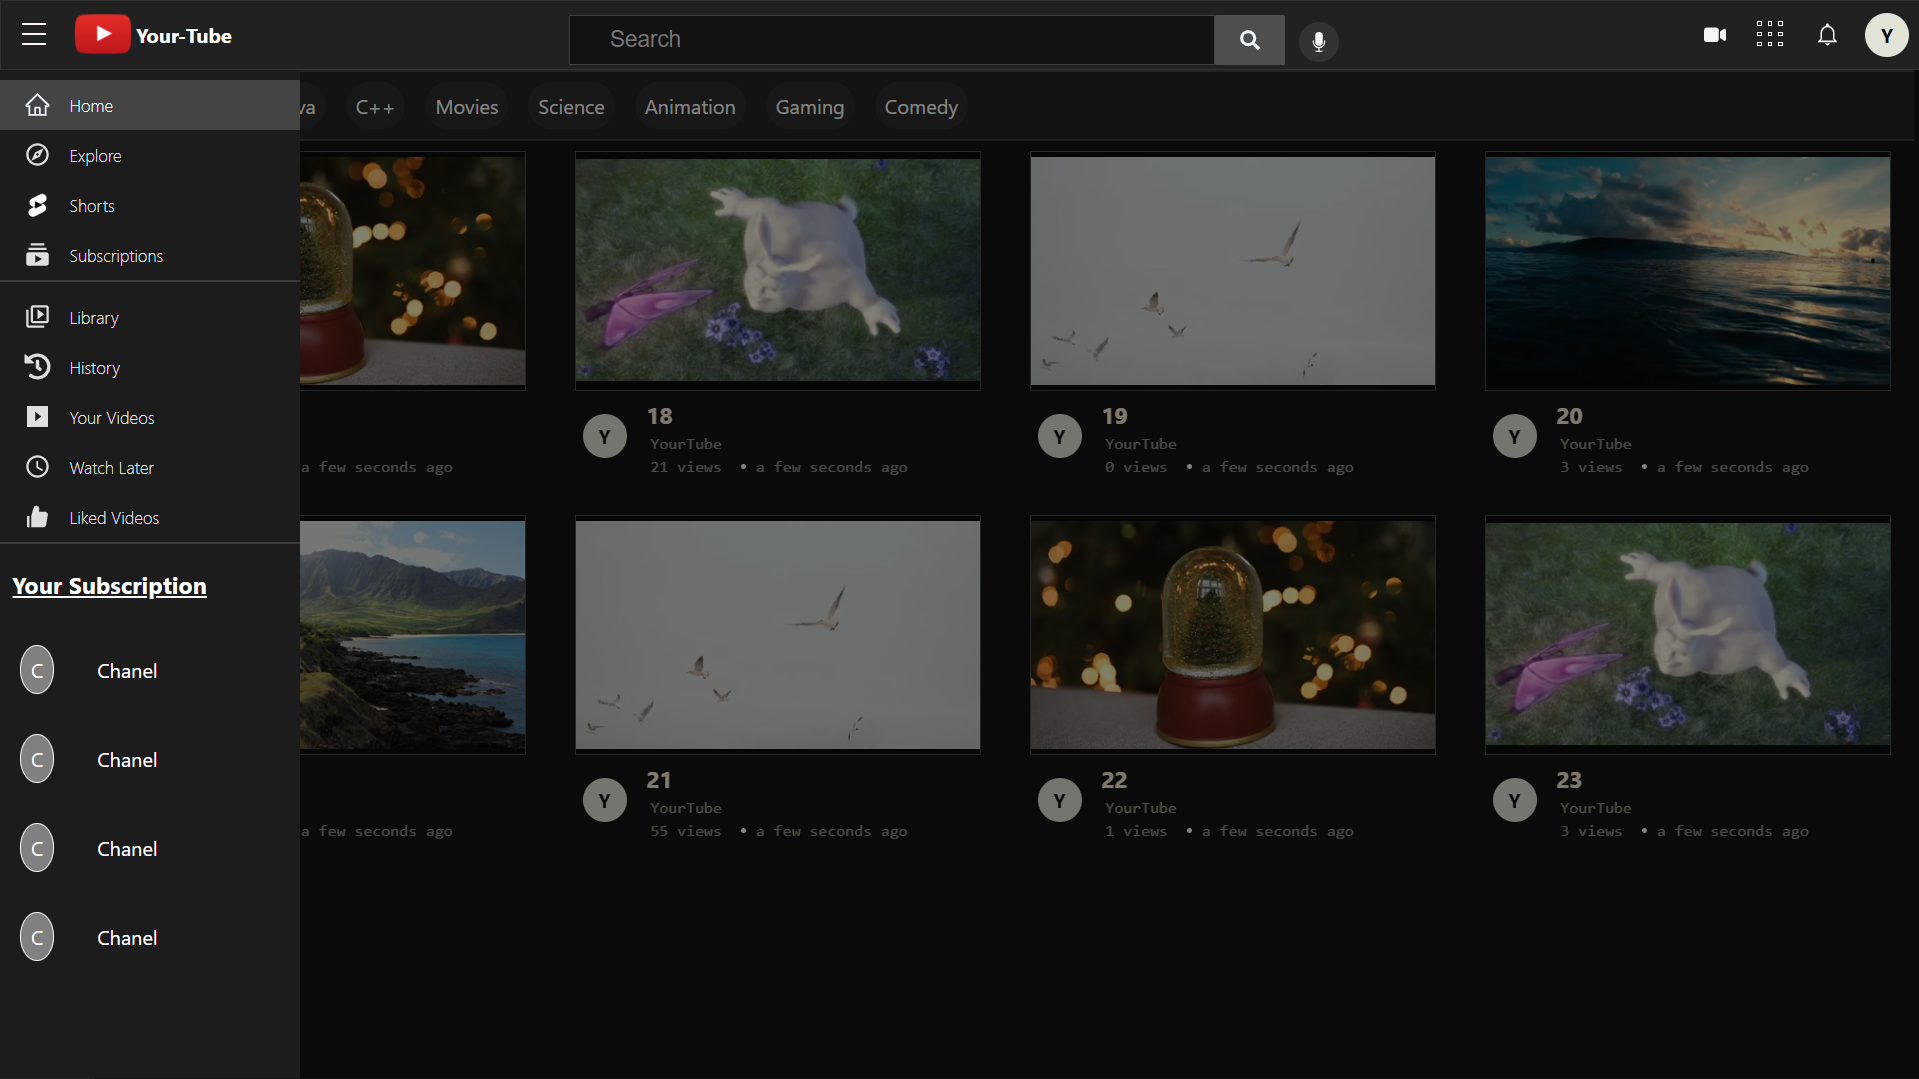 Your-Tube
Search
Y
Home
Explore
Shorts
Subscriptions
Library
History
Your Videos
Watch Later
Liked Videos
Your Subscription
C Chanel
C Chanel
C Chanel
C Chanel
va C++ Movies Science Animation Gaming Comedy
a few seconds ago
Y 18
YourTube
21 views • a few seconds ago
Y 19
YourTube
0 views • a few seconds ago
Y 20
YourTube
3 views • a few seconds ago
a few seconds ago
Y 21
YourTube
55 views • a few seconds ago
Y 22
YourTube
1 views • a few seconds ago
Y 23
YourTube
3 views • a few seconds ago